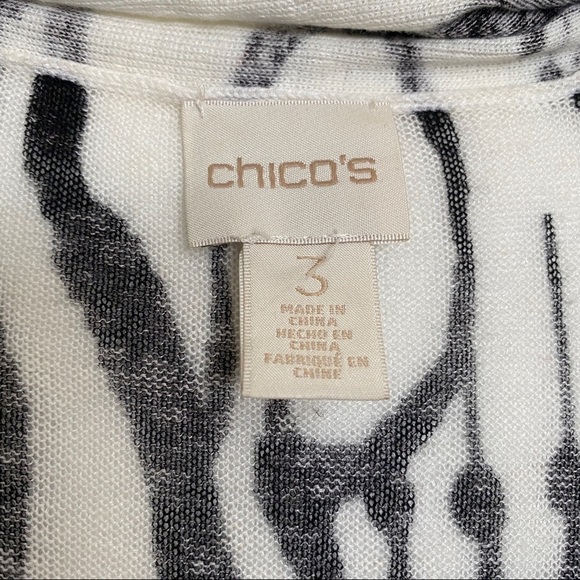 chico's
3
MADE IN
CHINA
HECHO EN
CHINA
FABRIQUÉ EN
CHINE